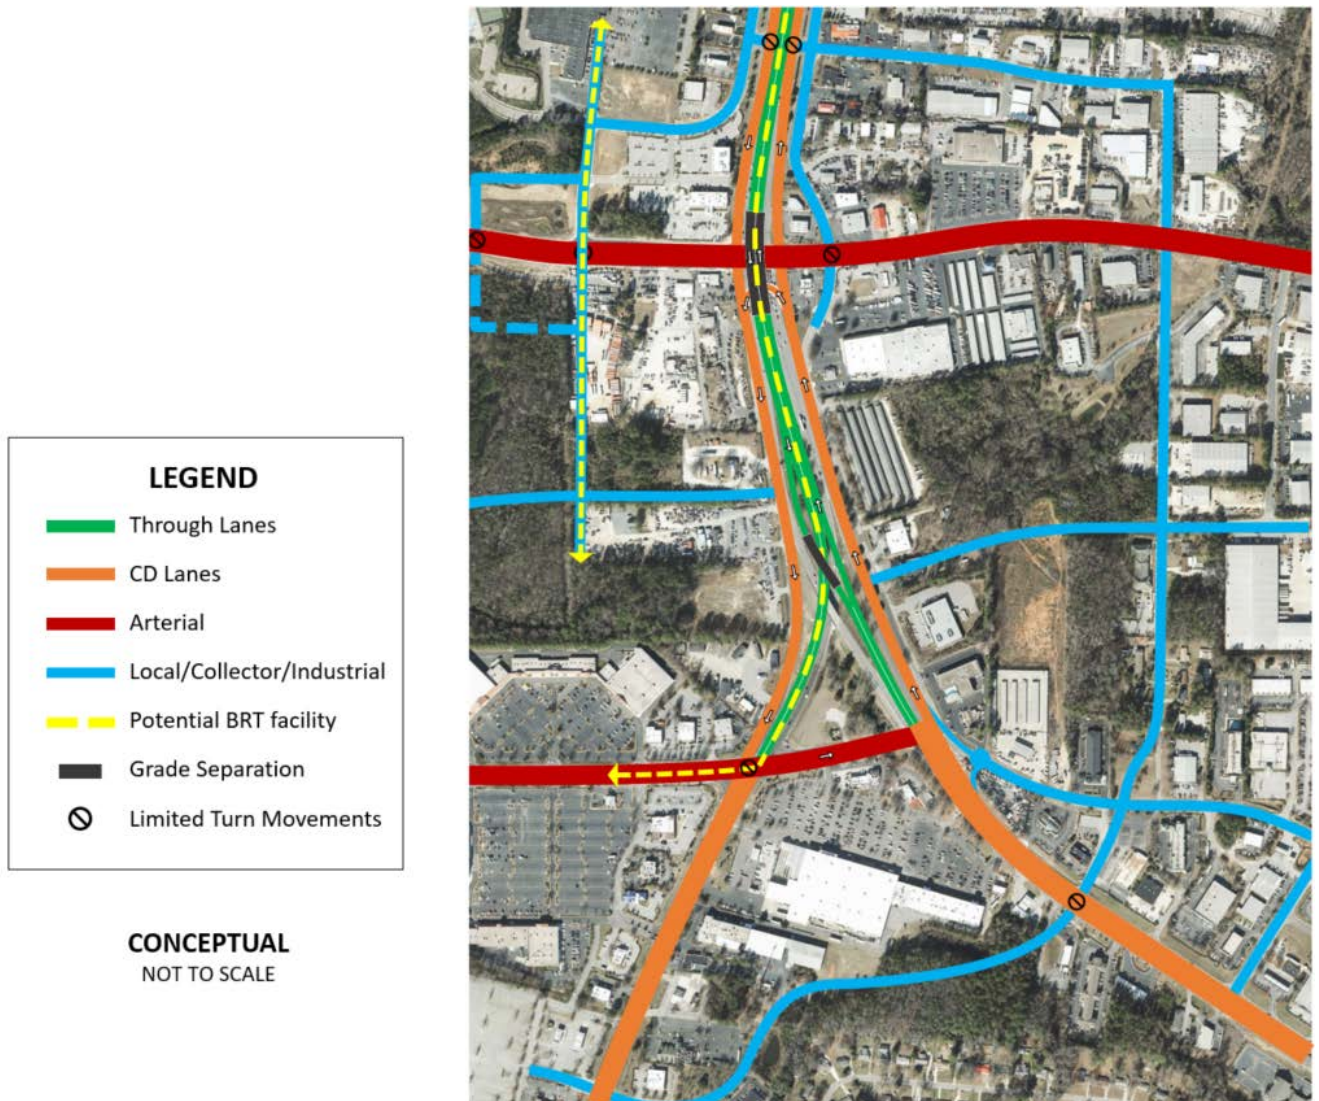 LEGEND
Through Lanes
CD Lanes
Arterial
Local/Collector/Industrial
Potential BRT facility
Grade Separation
Limited Turn Movements
CONCEPTUAL
NOT TO SCALE